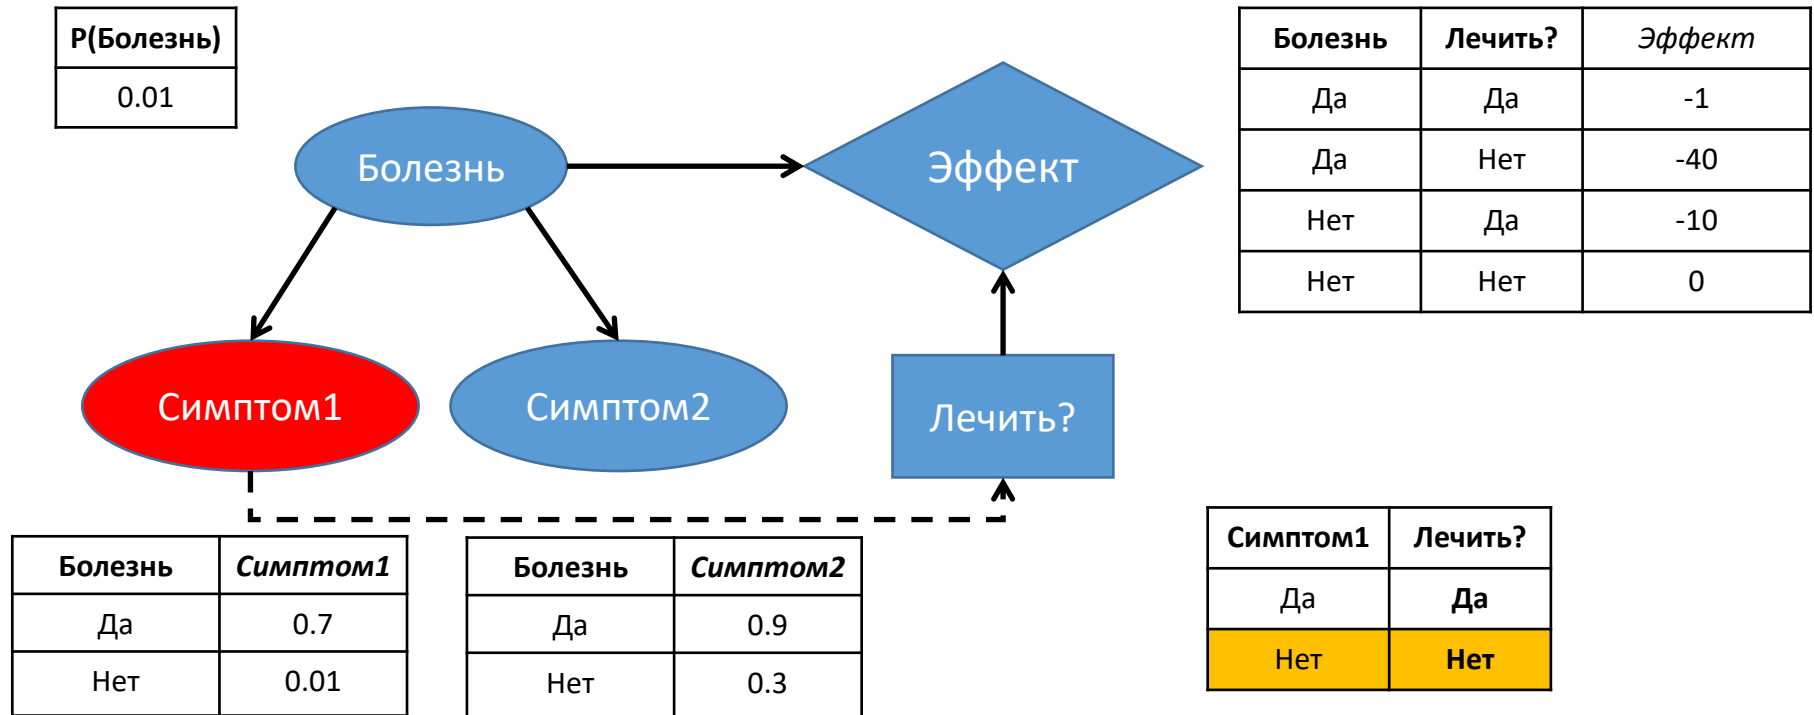 P(Болезнь)
0.01
Болезнь
Эффект
Болезнь Лечить? Эффект
Да Да -1
Да Нет -40
Нет Да -10
Нет Нет 0
Симптом1
Симптом2
Лечить?
Болезнь Симптом1
Да 0.7
Нет 0.01
Болезнь Симптом2
Да 0.9
Нет 0.3
Симптом1 Лечить?
Да Да
Нет Нет